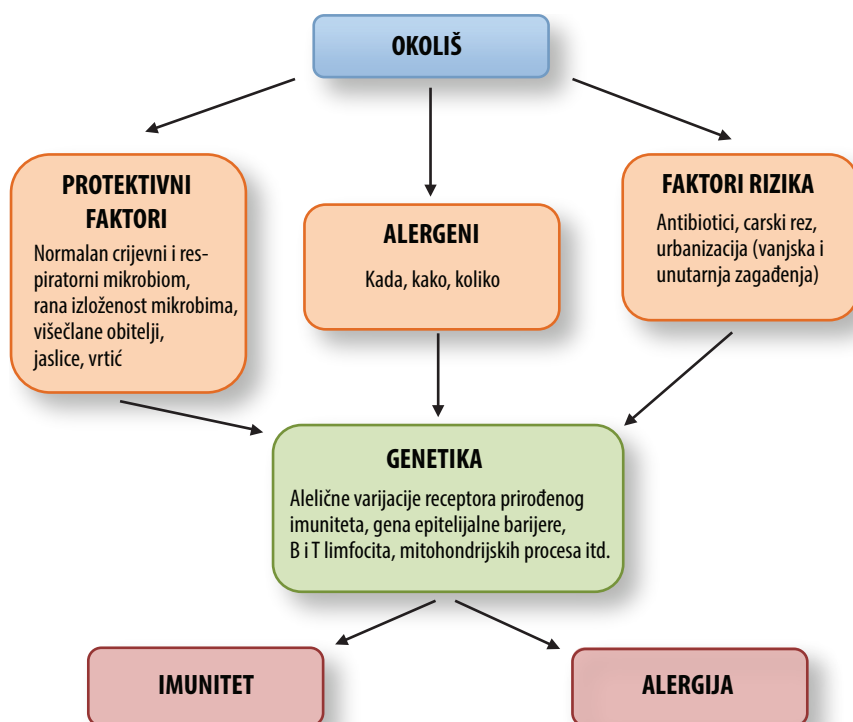 OKOLIŠ
PROTEKTIVNI
FAKTORI
Normalan crijevni i res-
piratorni mikrobiom,
rana izloženost mikrobima,
višečlane obitelji,
jaslice, vrtić
ALERGENI
Kada, kako, koliko
FAKTORI RIZIKA
Antibiotici, carski rez,
urbanizacija (vanjska i
unutarnja zagađenja)
GENETIKA
Alelične varijacije receptora prirođenog
imuniteta, gena epitelijalne barijere,
B i T limfocita, mitohondrijskih procesa itd.
IMUNITET
ALERGIJA